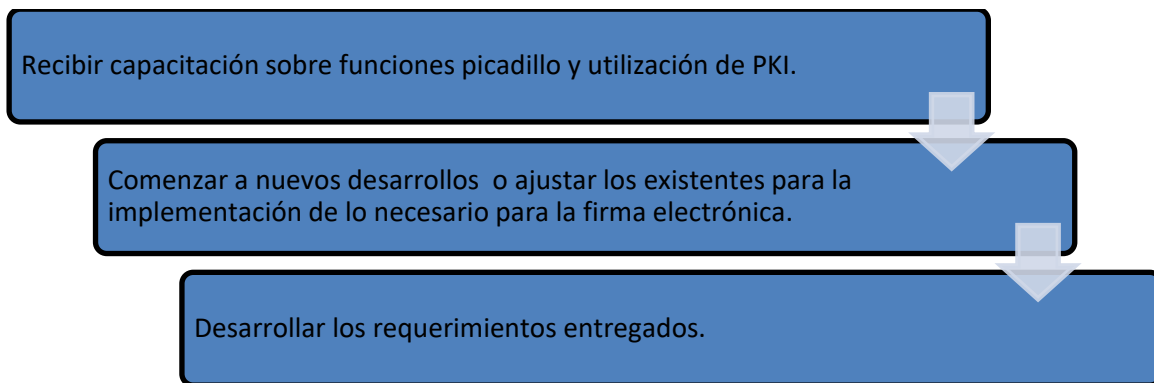 Recibir capacitación sobre funciones picadillo y utilización de PKI.
Comenzar a nuevos desarrollos  o ajustar los existentes para la
implementación de lo necesario para la firma electrónica.
Desarrollar los requerimientos entregados.